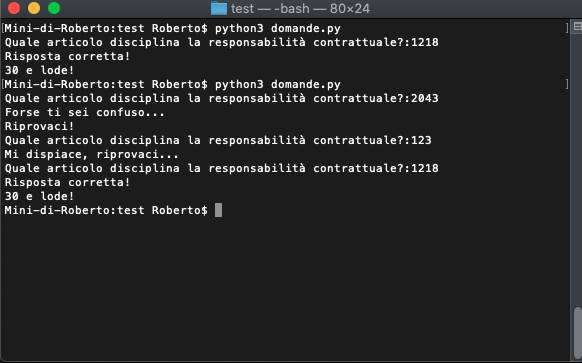 test — -bash — 80×24
[Mini-di-Roberto:test Roberto$ python3 domande.py ]
Quale articolo disciplina la responsabilità contrattuale?:1218
Risposta corretta!
30 e lode!
[Mini-di-Roberto:test Roberto$ python3 domande.py ]
Quale articolo disciplina la responsabilità contrattuale?:2043
Forse ti sei confuso...
Riprovaci!
Quale articolo disciplina la responsabilità contrattuale?:123
Mi dispiace, riprovaci...
Quale articolo disciplina la responsabilità contrattuale?:1218
Risposta corretta!
30 e lode!
Mini-di-Roberto:test Roberto$